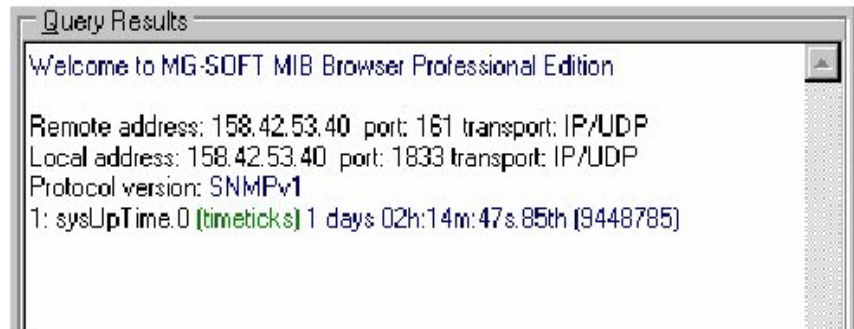 Query Results
Welcome to MG-SOFT MIB Browser Professional Edition
Remote address: 158.42.53.40 port: 161 transport: IP/UDP
Local address: 158.42.53.40 port: 1833 transport: IP/UDP
Protocol version: SNMPv1
1: sysUpTime.0 (timeticks) 1 days 02h:14m:47s.85th (9448785)